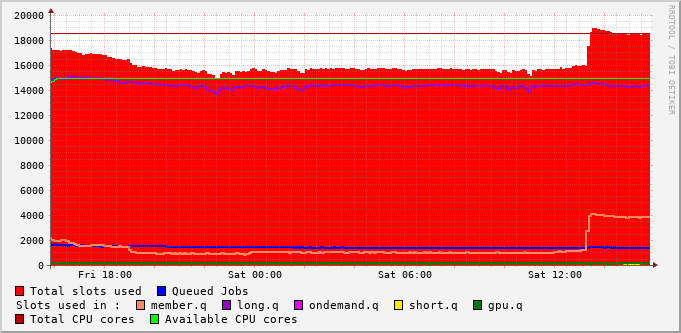 20000
18000
16000
14000
12000
10000
8000
6000
4000
2000
0
Fri 18:00 Sat 00:00 Sat 06:00 Sat 12:00
RRDTOOL / TOBI OETIKER
Total slots used Queued Jobs
Slots used in : member.q long.q ondemand.q short.q gpu.q
Total CPU cores Available CPU cores